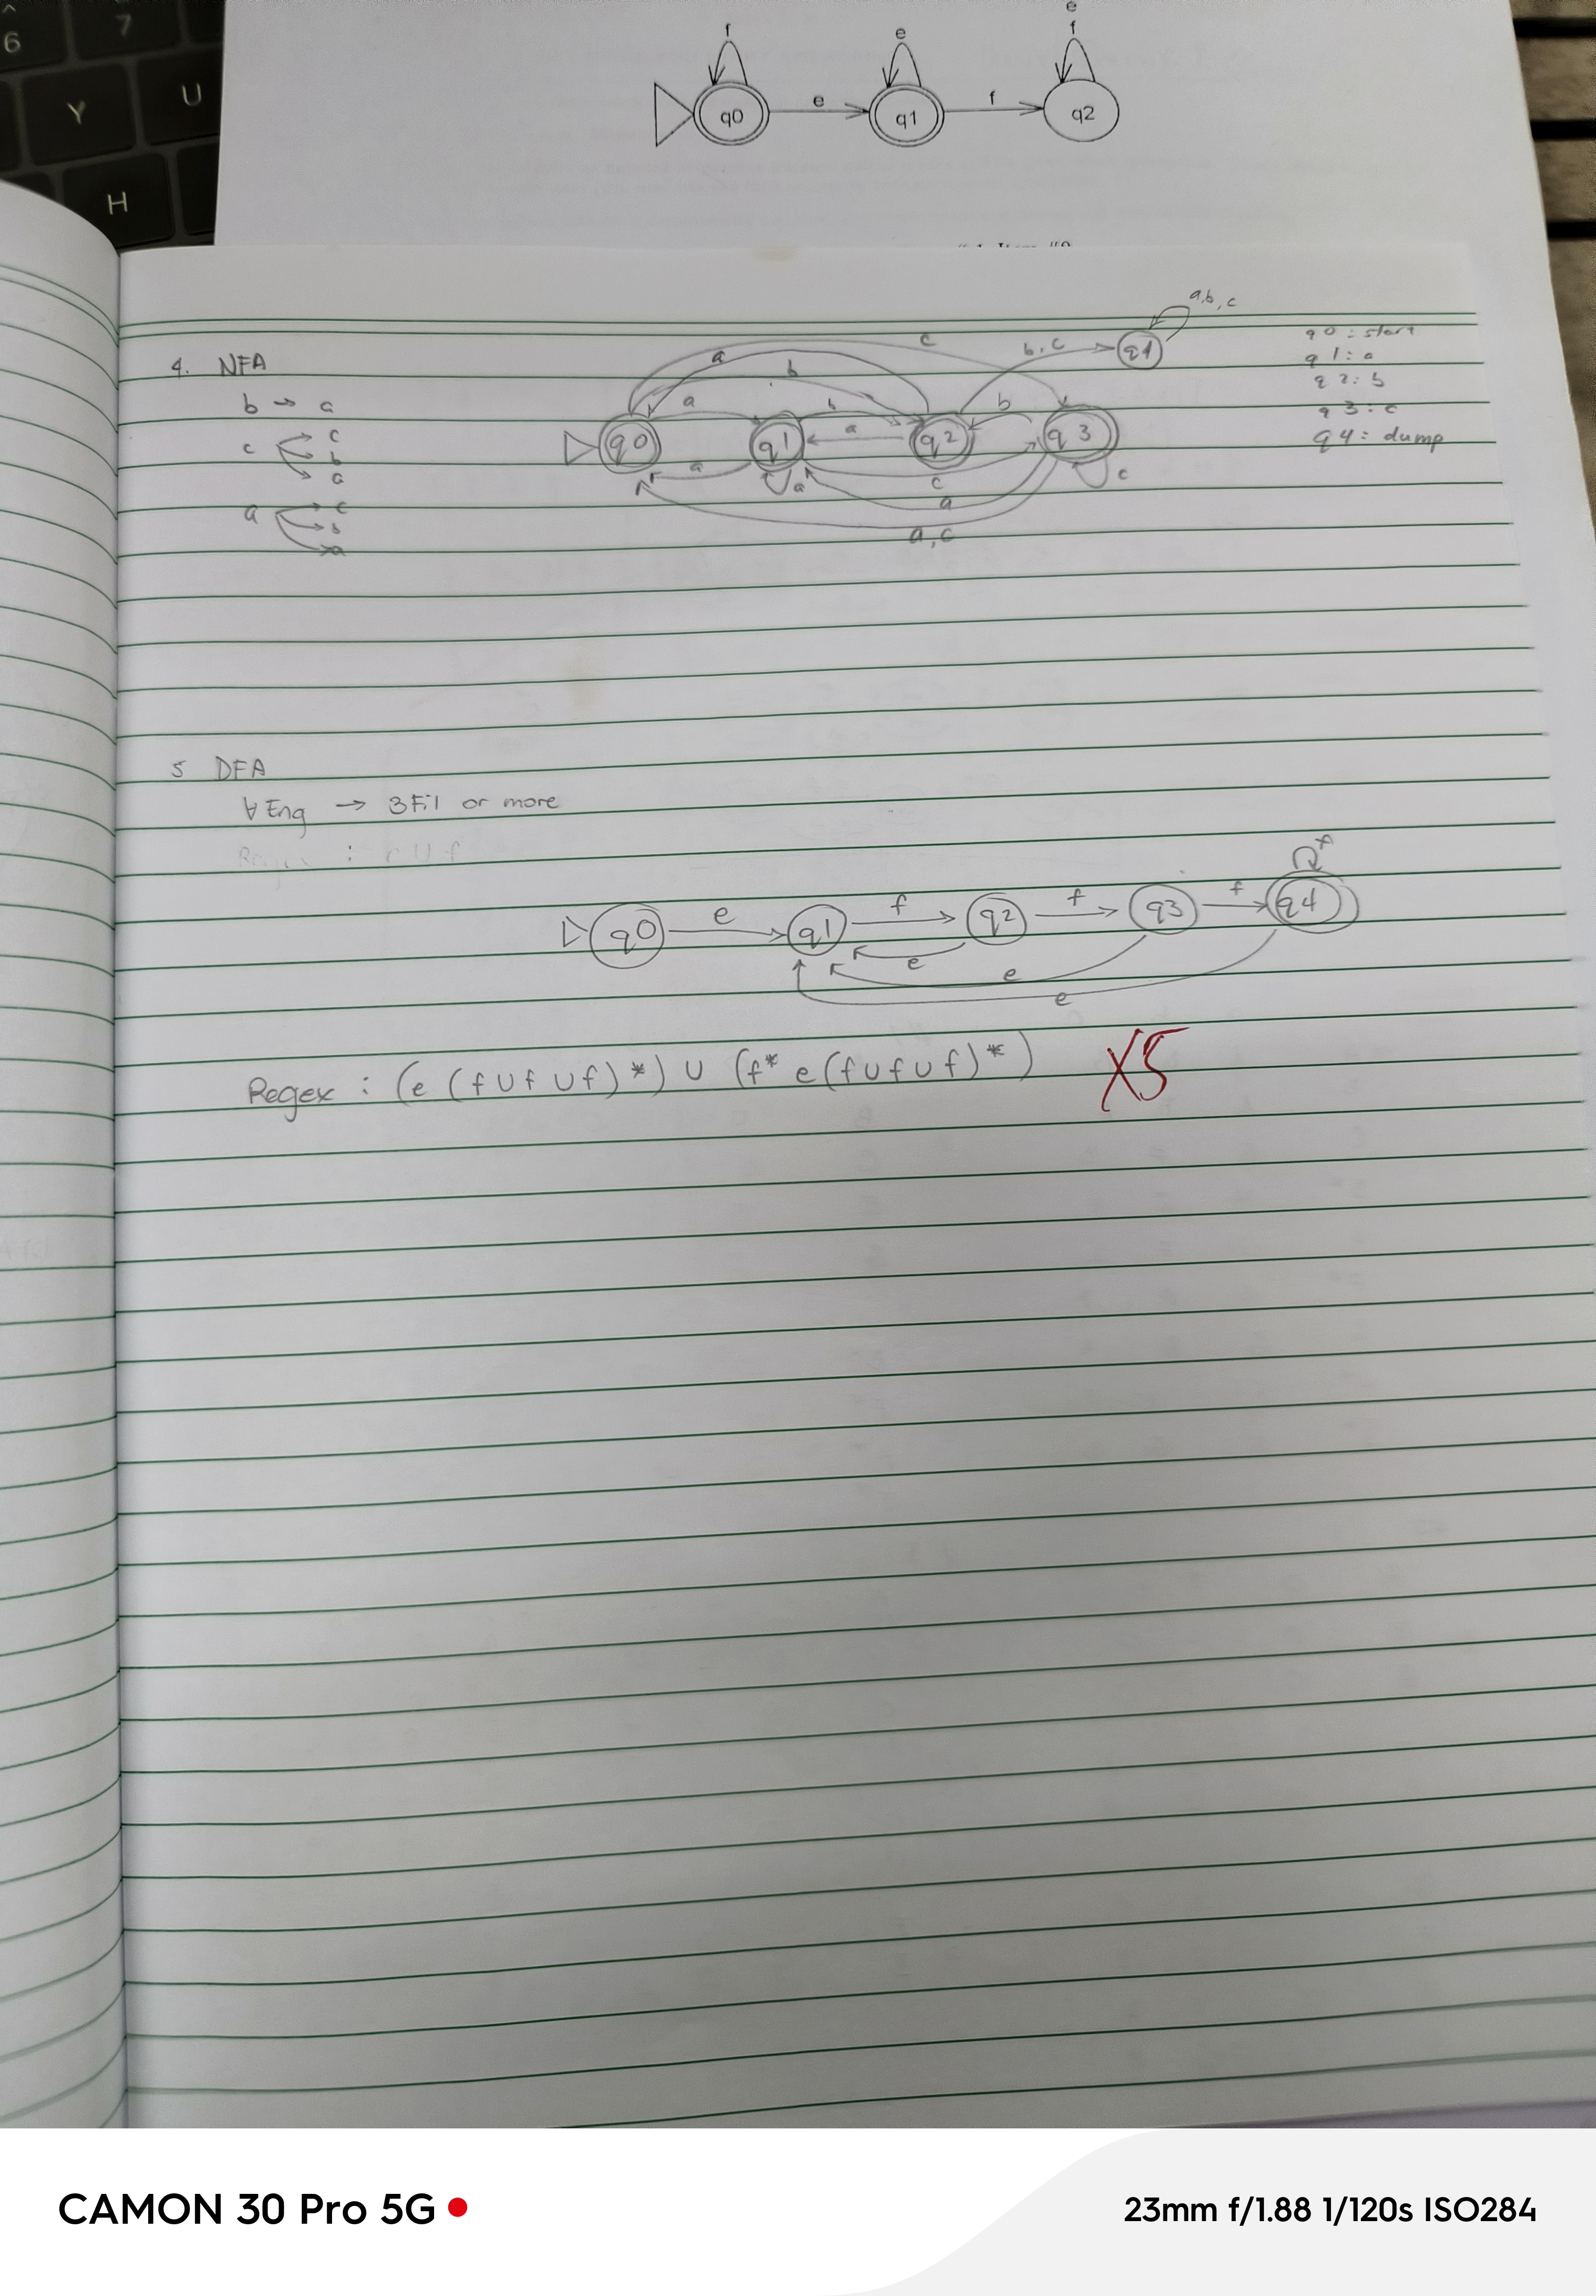 ^
6
7
Y
U
H
e
f
e
f
q0
e
q1
f
q2
4. NFA
b → a
c → c
b
a
a → c
b
a
a,b,c
c
b,c
q4
a
b
a
b
b
q0
q1
a
q2
q3
a
a
c
c
a
a,c
q0 : start
q1 : a
q2 : b
q3 : c
q4 : dump
5 DFA
∀ Eng → 3Fil or more
Regex : e U f
f
q0
e
q1
f
q2
f
q3
f
q4
e
e
e
Regex : (e (f U f U f)*) U (f* e (f U f U f)*)
X5
CAMON 30 Pro 5G
23mm f/1.88 1/120s ISO284